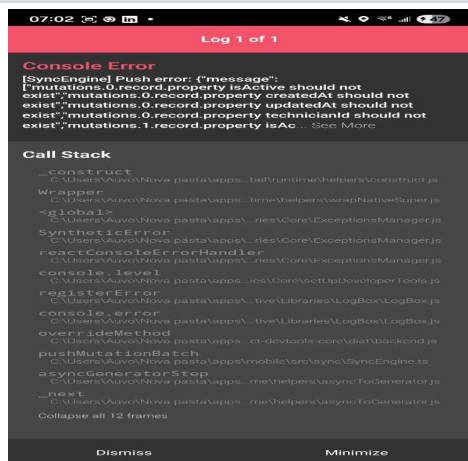 07:02
47
Log 1 of 1
Console Error
[SyncEngine] Push error: {"message":
["mutations.0.record.property isActive should not
exist","mutations.0.record.property createdAt should not
exist","mutations.0.record.property updatedAt should not
exist","mutations.0.record.property technicianId should not
exist","mutations.1.record.property isAc... See More
Call Stack
_construct
C:\Users\Auvo\Nova pasta\apps...bel\runtime\helpers\construct.js
Wrapper
C:\Users\Auvo\Nova pasta\apps...time\helpers\wrapNativeSuper.js
<global>
C:\Users\Auvo\Nova pasta\apps\...ries\Core\ExceptionsManager.js
SyntheticError
C:\Users\Auvo\Nova pasta\apps\...ries\Core\ExceptionsManager.js
reactConsoleErrorHandler
C:\Users\Auvo\Nova pasta\apps\...ries\Core\ExceptionsManager.js
console.level
C:\Users\Auvo\Nova pasta\apps...ies\Core\setUpDeveloperTools.js
registerError
C:\Users\Auvo\Nova pasta\apps\...tive\Libraries\LogBox\LogBox.js
console.error
C:\Users\Auvo\Nova pasta\apps\...tive\Libraries\LogBox\LogBox.js
overrideMethod
C:\Users\Auvo\Nova pasta\apps...ct-devtools-core\dist\backend.js
pushMutationBatch
C:\Users\Auvo\Nova pasta\apps\mobile\src\sync\SyncEngine.ts
asyncGeneratorStep
C:\Users\Auvo\Nova pasta\apps...me\helpers\asyncToGenerator.js
_next
C:\Users\Auvo\Nova pasta\apps...me\helpers\asyncToGenerator.js
Collapse all 12 frames
Dismiss
Minimize